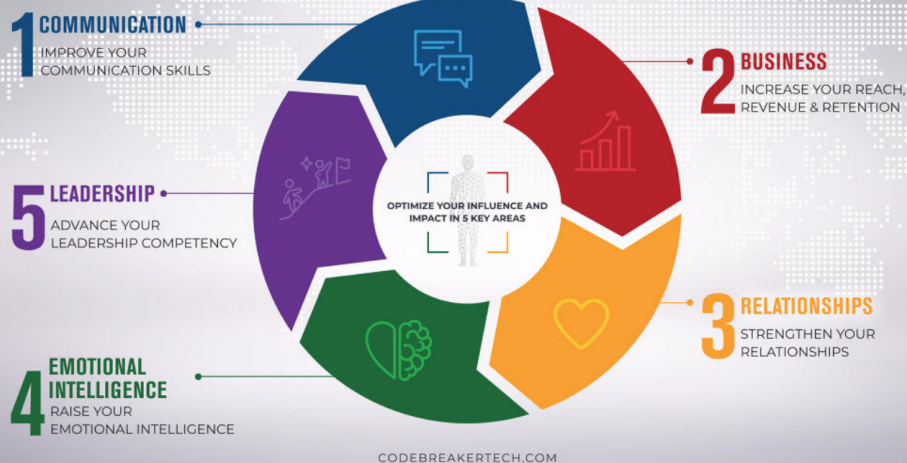 1
COMMUNICATION
IMPROVE YOUR
COMMUNICATION SKILLS
2
BUSINESS
INCREASE YOUR REACH,
REVENUE & RETENTION
3
RELATIONSHIPS
STRENGTHEN YOUR
RELATIONSHIPS
4
EMOTIONAL
INTELLIGENCE
RAISE YOUR
EMOTIONAL INTELLIGENCE
5
LEADERSHIP
ADVANCE YOUR
LEADERSHIP COMPETENCY
OPTIMIZE YOUR INFLUENCE AND
IMPACT IN 5 KEY AREAS
CODEBREAKERTECH.COM